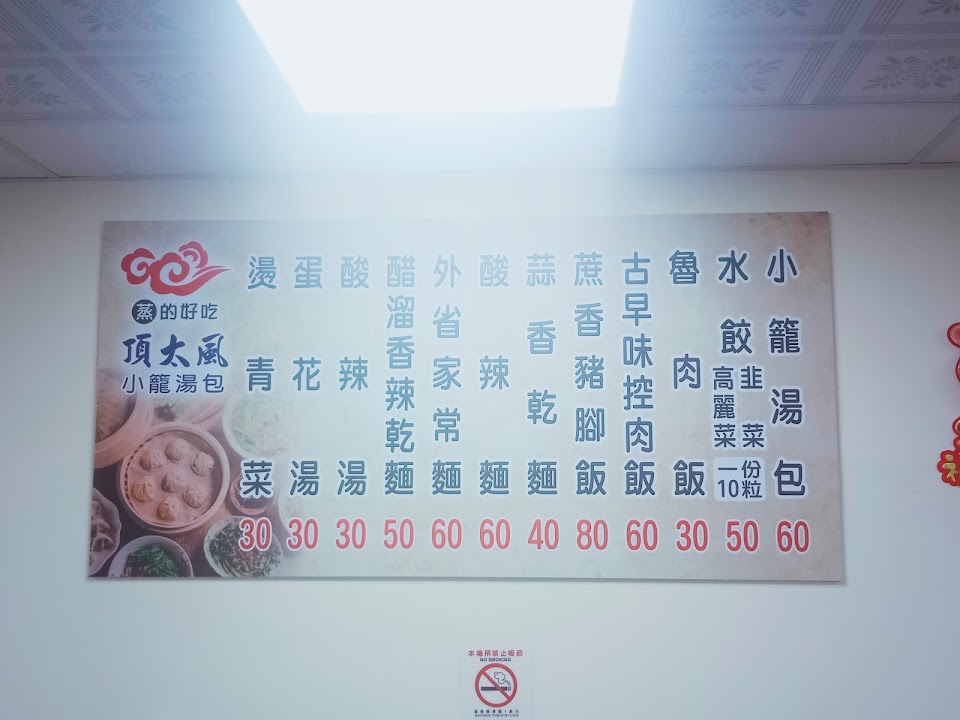 蒸的好吃
頂太風
小籠湯包
小籠湯包 60
水餃 韭菜 高麗菜 一份10粒 50
魯肉飯 30
古早味控肉飯 60
蔗香豬腳飯 80
蒜香乾麵 40
酸辣麵 60
外省家常麵 60
醋溜香辣乾麵 50
酸辣湯 30
蛋花湯 30
燙青菜 30
本場所禁止吸菸
NO SMOKING